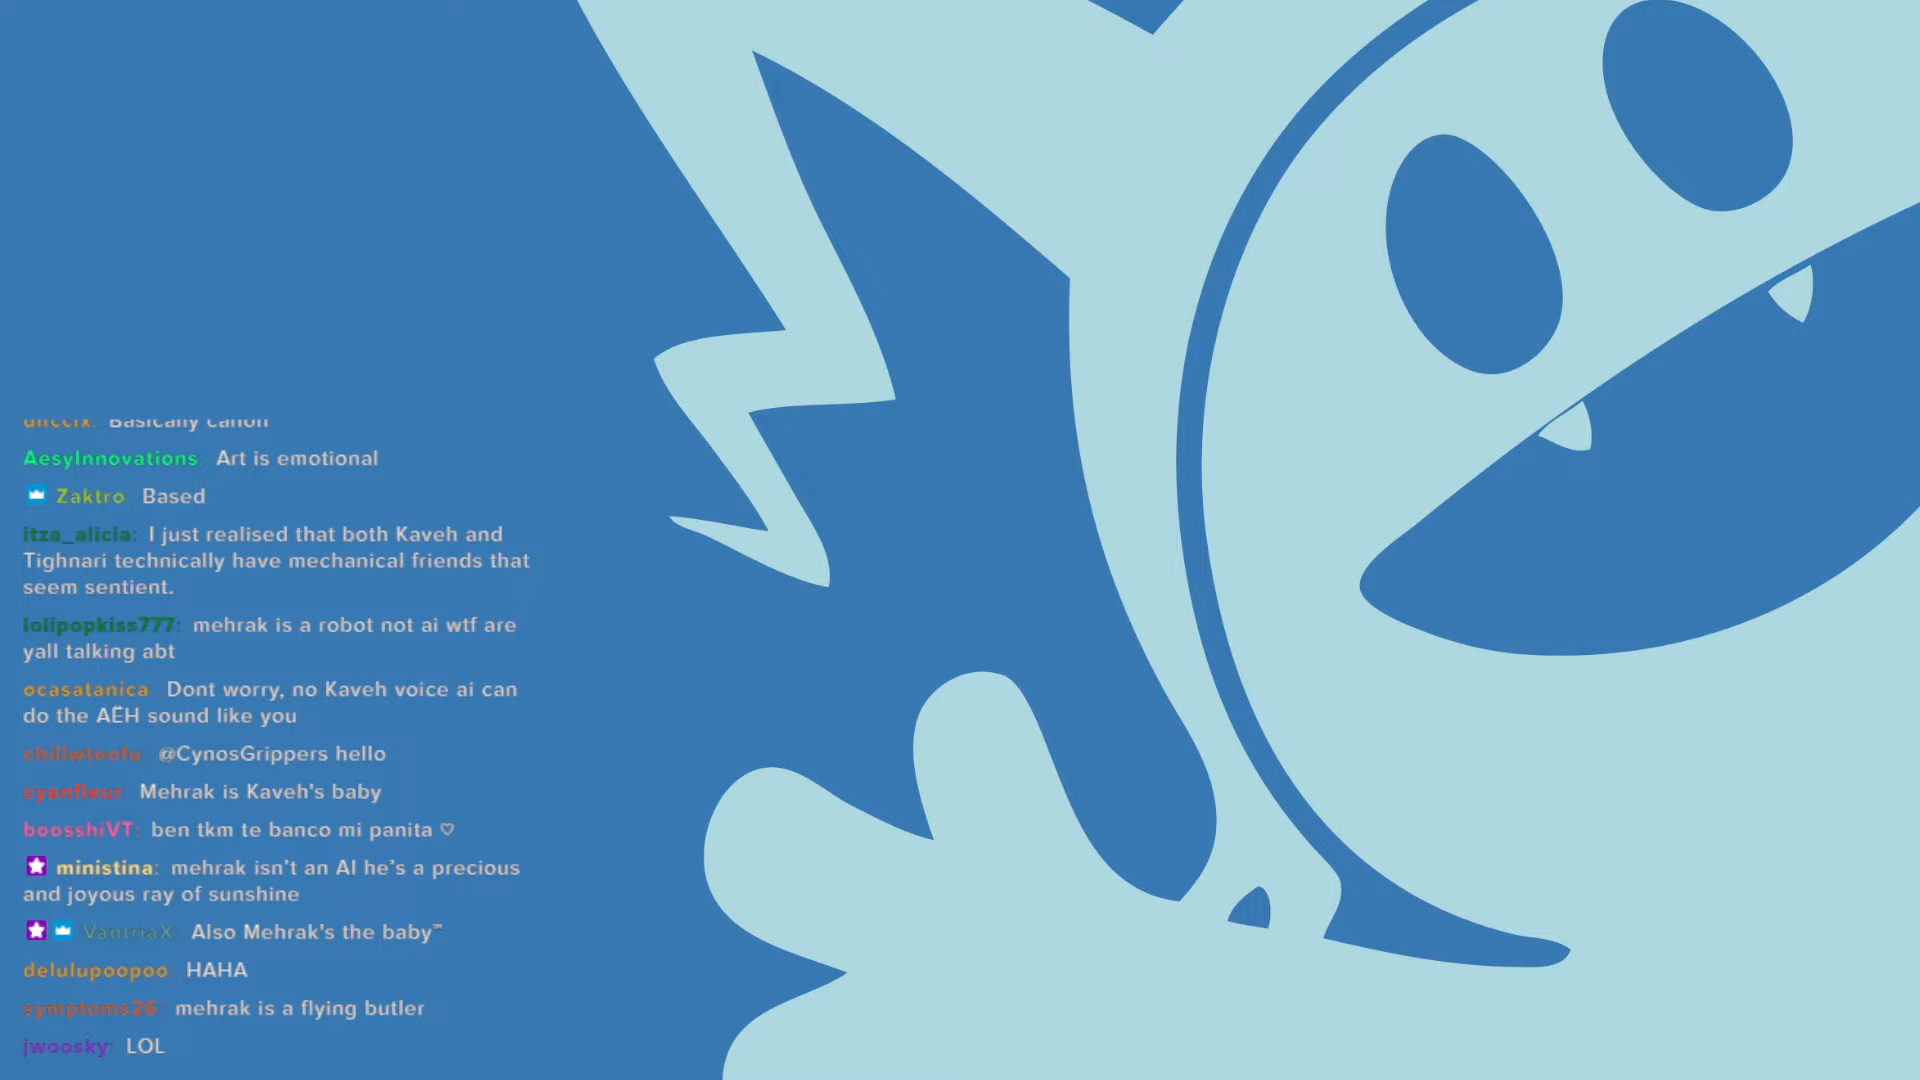 Basically canon
AesyInnovations: Art is emotional
Zaktro: Based
itza_alicia: I just realised that both Kaveh and
Tighnari technically have mechanical friends that
seem sentient.
lolipopkiss777: mehrak is a robot not ai wtf are
yall talking abt
ocasatanica: Dont worry, no Kaveh voice ai can
do the AËH sound like you
chillwtoofu: @CynosGrippers hello
cyanfleur: Mehrak is Kaveh's baby
boosshiVT: ben tkm te banco mi panita ♡
ministina: mehrak isn’t an AI he’s a precious
and joyous ray of sunshine
VantriaX: Also Mehrak's the baby™
delulupoopoo: HAHA
symptoms26: mehrak is a flying butler
jwoosky: LOL